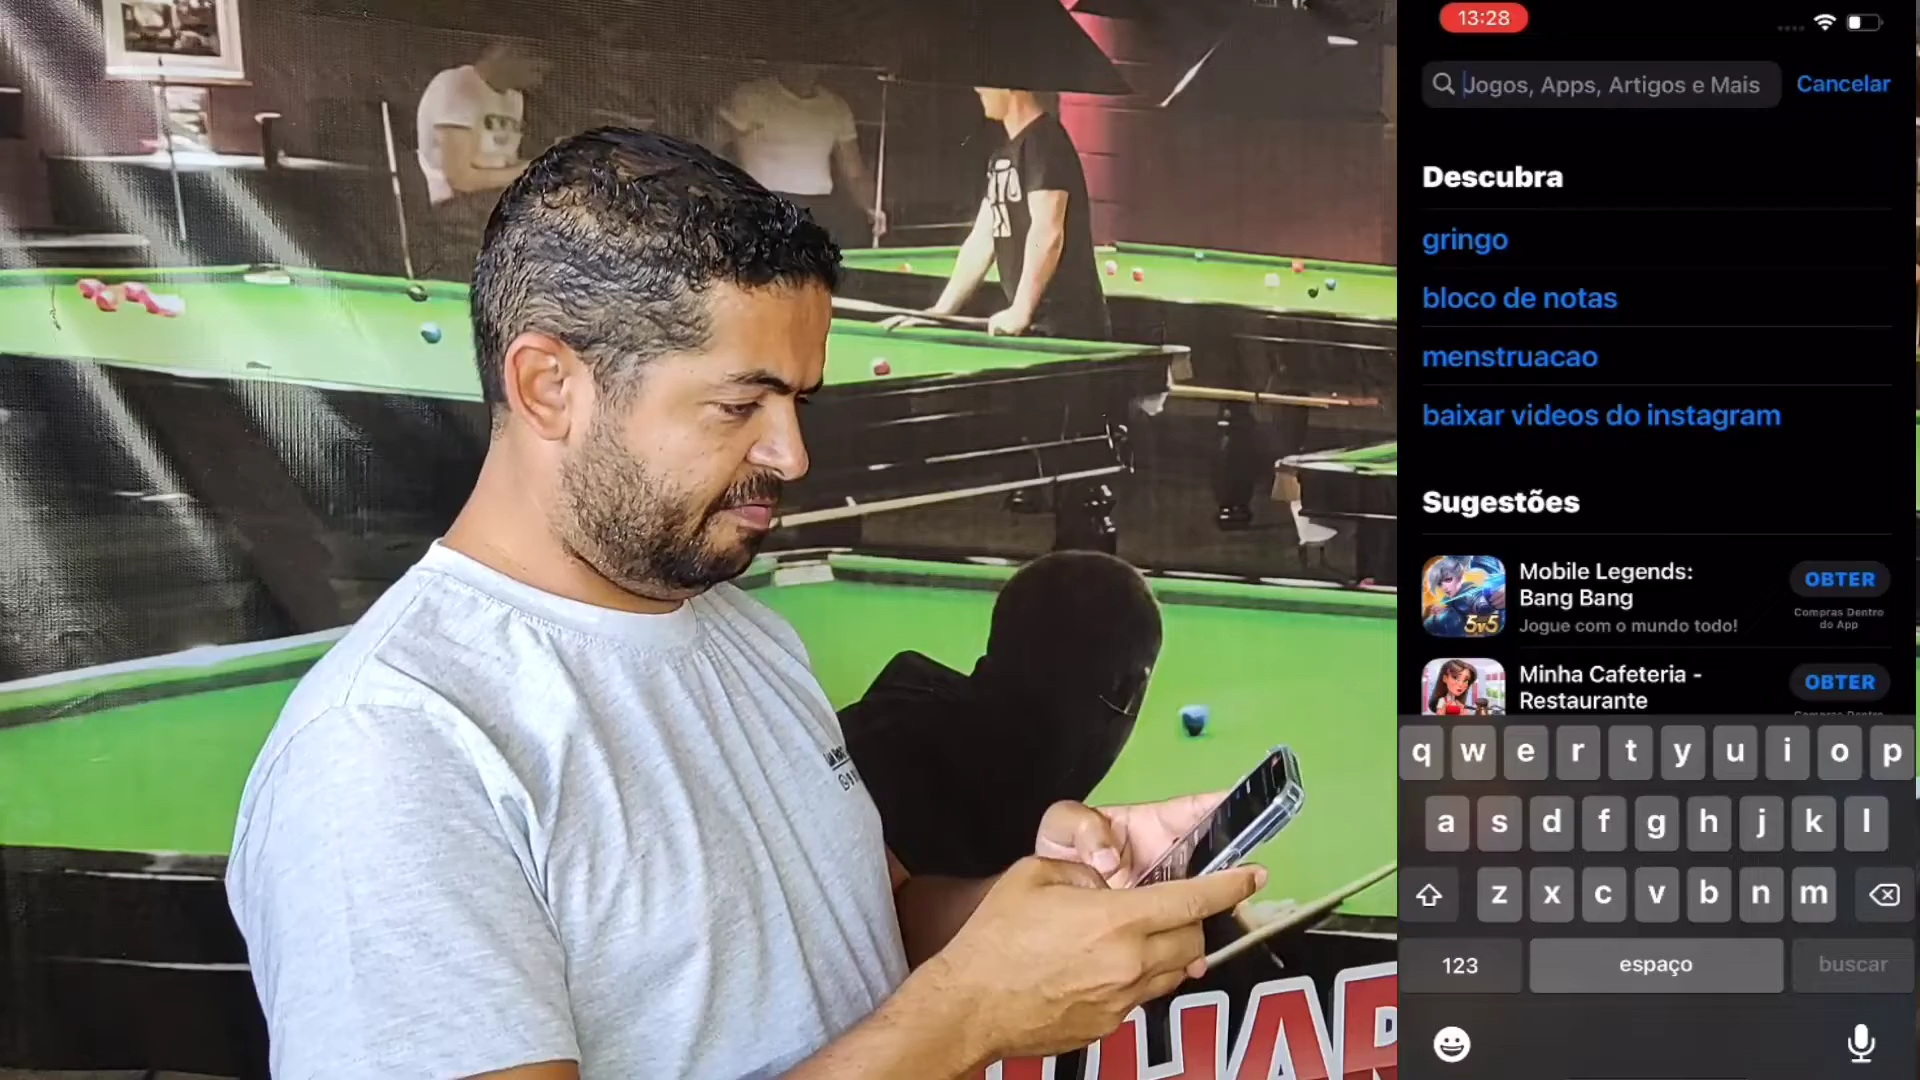 13:28
Jogos, Apps, Artigos e Mais
Cancelar
Descubra
gringo
bloco de notas
menstruacao
baixar videos do instagram
Sugestões
Mobile Legends:
Bang Bang
Jogue com o mundo todo!
5v5
OBTER
Compras Dentro
do App
Minha Cafeteria -
Restaurante
OBTER
q w e r t y u i o p
a s d f g h j k l
z x c v b n m
123
espaço
buscar